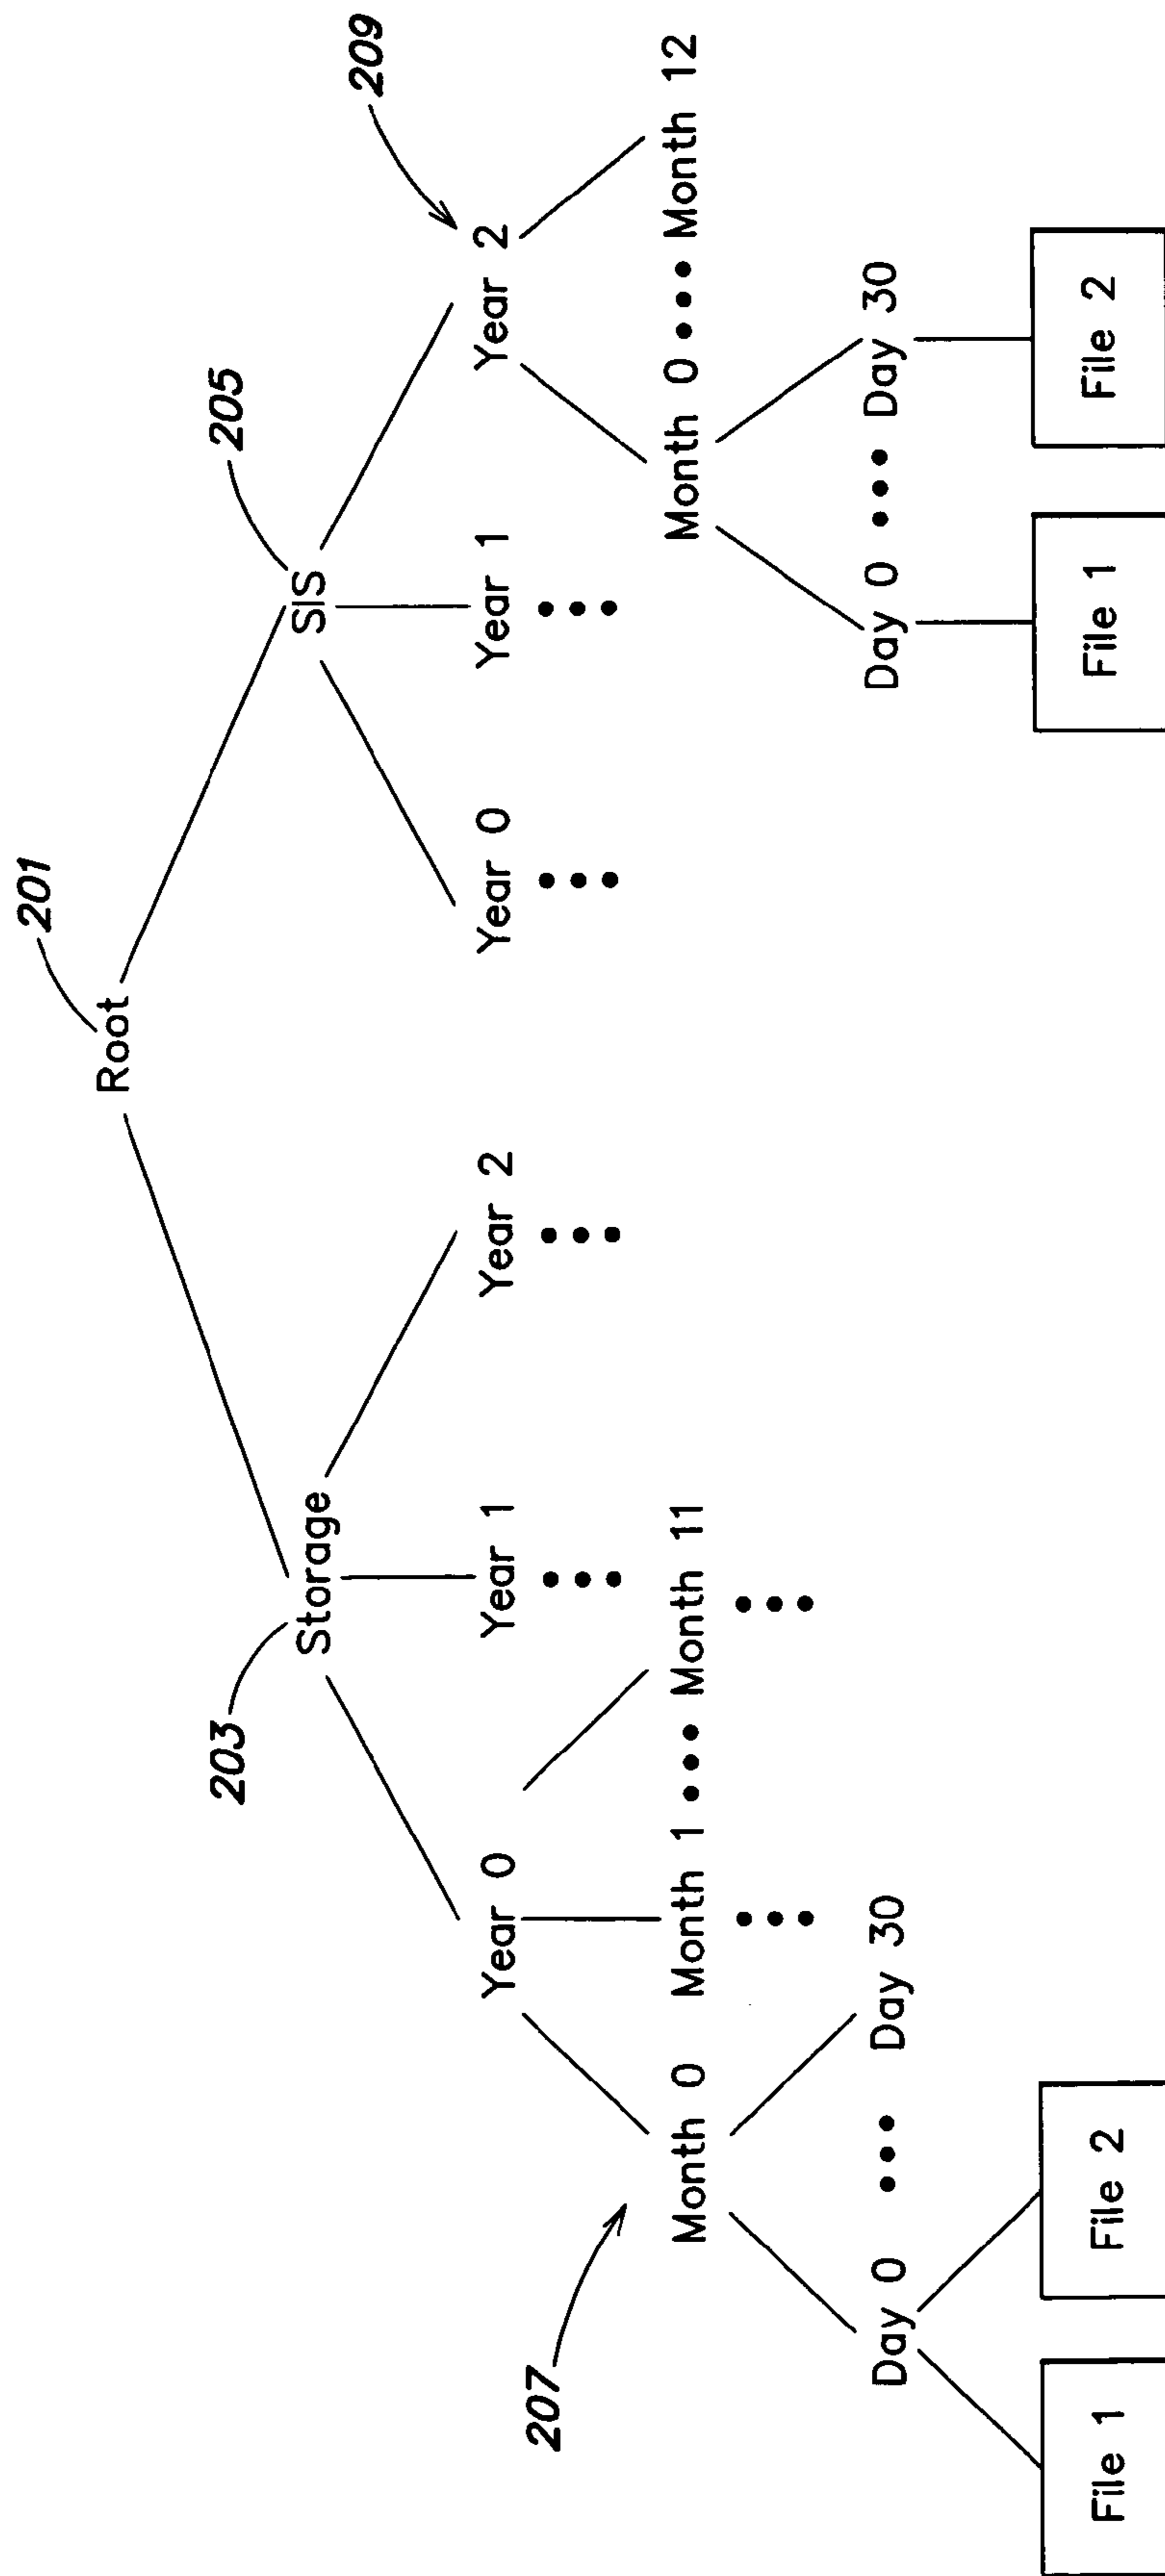 201
Root
203
Storage
205
SIS
209
Year 0
Year 1
Year 2
Year 0
Year 1
Year 2
207
Month 0
Month 1 ••• Month 11
Month 0 ••• Month 12
Day 0 ••• Day 30
Day 0 ••• Day 30
File 1
File 2
File 1
File 2